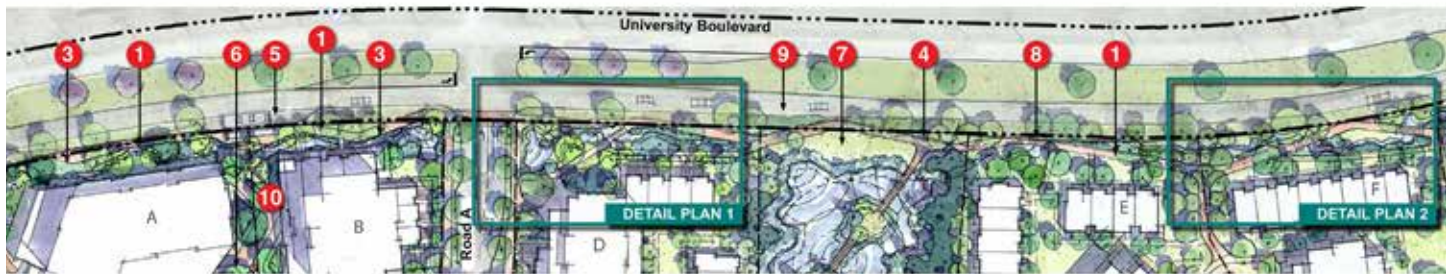 University Boulevard
3 1 6 5 1 3 9 7 4 8 1
10
A
B
Road A
D
E
F
DETAIL PLAN 1
DETAIL PLAN 2